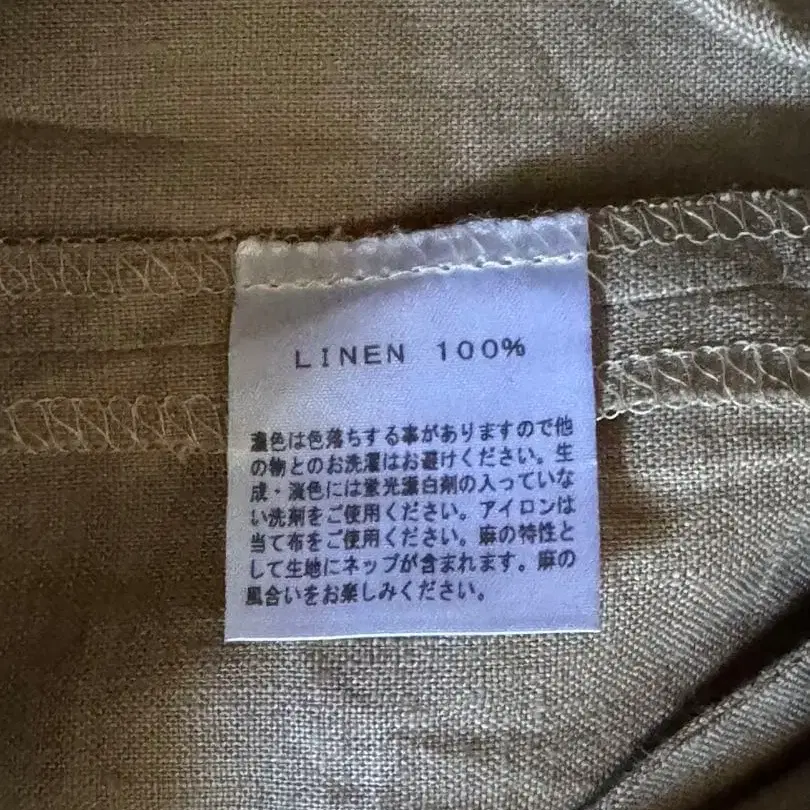 LINEN 100%
濃色は色落ちする事がありますので他
の物とのお洗濯はお避けください。生
成・淡色には蛍光漂白剤の入っていな
い洗剤をご使用ください。アイロンは
当て布をご使用ください。麻の特性と
して生地にネップが含まれます。麻の
風合いをお楽しみください。